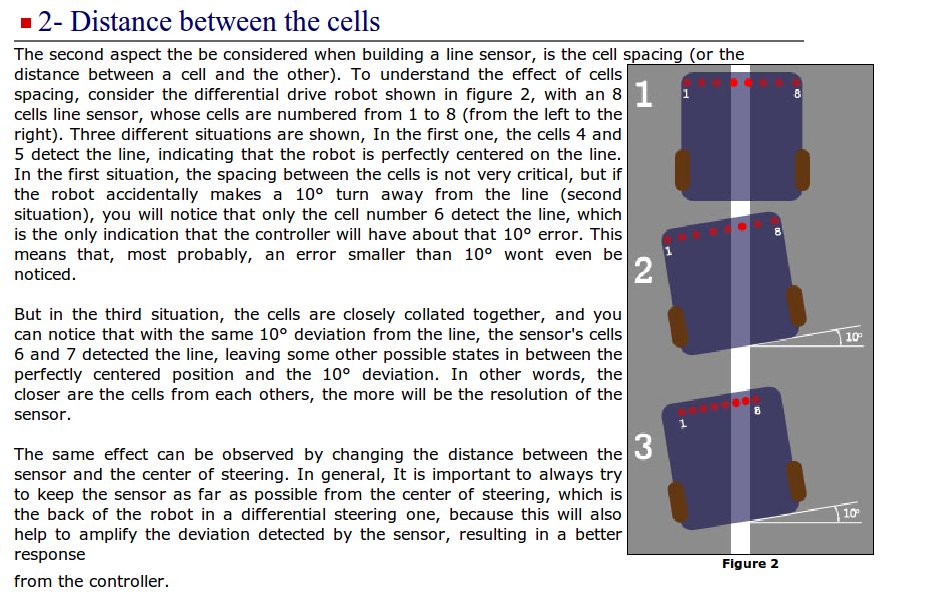 2- Distance between the cells
The second aspect the be considered when building a line sensor, is the cell spacing (or the
distance between a cell and the other). To understand the effect of cells
spacing, consider the differential drive robot shown in figure 2, with an 8
cells line sensor, whose cells are numbered from 1 to 8 (from the left to the
right). Three different situations are shown, In the first one, the cells 4 and
5 detect the line, indicating that the robot is perfectly centered on the line.
In the first situation, the spacing between the cells is not very critical, but if
the robot accidentally makes a 10° turn away from the line (second
situation), you will notice that only the cell number 6 detect the line, which
is the only indication that the controller will have about that 10° error. This
means that, most probably, an error smaller than 10° wont even be
noticed.
But in the third situation, the cells are closely collated together, and you
can notice that with the same 10° deviation from the line, the sensor's cells
6 and 7 detected the line, leaving some other possible states in between the
perfectly centered position and the 10° deviation. In other words, the
closer are the cells from each others, the more will be the resolution of the
sensor.
The same effect can be observed by changing the distance between the
sensor and the center of steering. In general, It is important to always try
to keep the sensor as far as possible from the center of steering, which is
the back of the robot in a differential steering one, because this will also
help to amplify the deviation detected by the sensor, resulting in a better
response
from the controller.
1
1 8
2
1 8
10°
3
1 8
10°
Figure 2